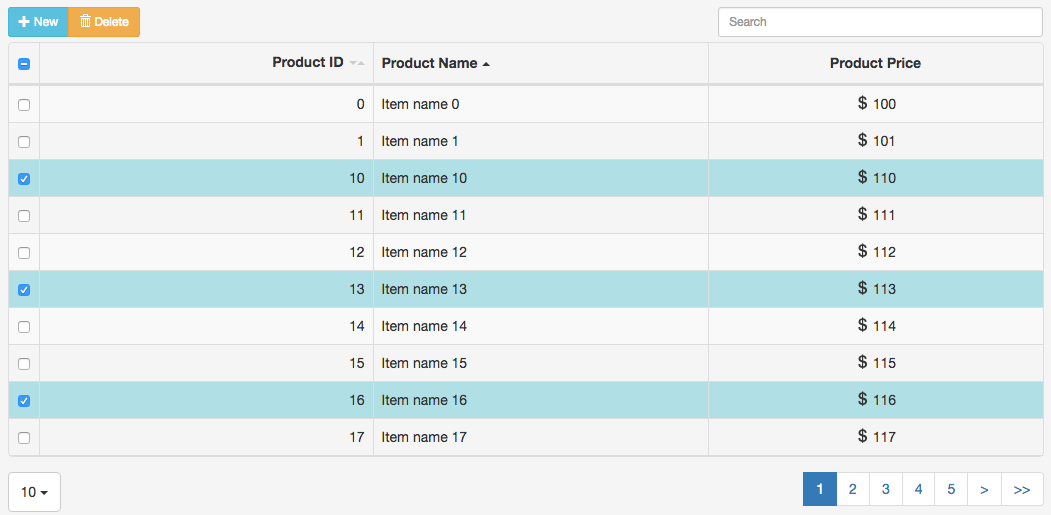 New Delete Search
Product ID Product Name Product Price
0 Item name 0 $ 100
1 Item name 1 $ 101
10 Item name 10 $ 110
11 Item name 11 $ 111
12 Item name 12 $ 112
13 Item name 13 $ 113
14 Item name 14 $ 114
15 Item name 15 $ 115
16 Item name 16 $ 116
17 Item name 17 $ 117
10 1 2 3 4 5 > >>